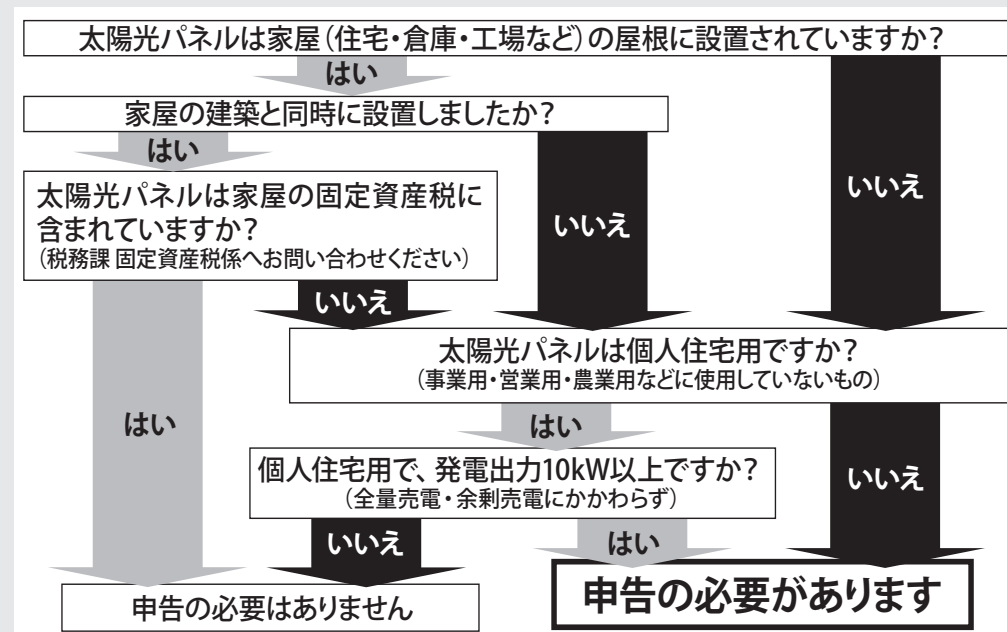 太陽光パネルは家屋（住宅・倉庫・工場など）の屋根に設置されていますか？
はい
家屋の建築と同時に設置しましたか？
はい
いいえ
いいえ
太陽光パネルは家屋の固定資産税に
含まれていますか？
（税務課 固定資産税係へお問い合わせください）
いいえ
太陽光パネルは個人住宅用ですか？
（事業用・営業用・農業用などに使用していないもの）
はい
はい
いいえ
個人住宅用で、発電出力10kW以上ですか？
（全量売電・余剰売電にかかわらず）
いいえ
はい
申告の必要はありません
申告の必要があります